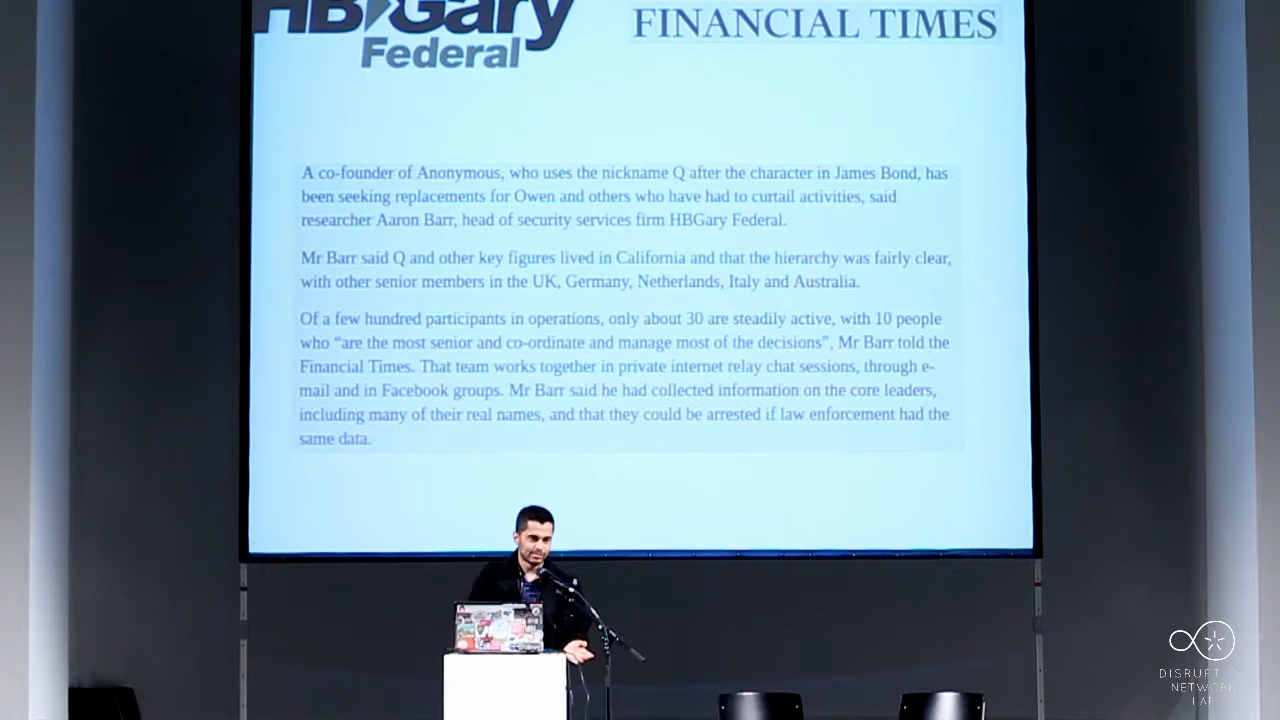 HBGary
Federal
FINANCIAL TIMES
A co-founder of Anonymous, who uses the nickname Q after the character in James Bond, has
been seeking replacements for Owen and others who have had to curtail activities, said
researcher Aaron Barr, head of security services firm HBGary Federal.
Mr Barr said Q and other key figures lived in California and that the hierarchy was fairly clear,
with other senior members in the UK, Germany, Netherlands, Italy and Australia.
Of a few hundred participants in operations, only about 30 are steadily active, with 10 people
who “are the most senior and co-ordinate and manage most of the decisions”, Mr Barr told the
Financial Times. That team works together in private internet relay chat sessions, through e-
mail and in Facebook groups. Mr Barr said he had collected information on the core leaders,
including many of their real names, and that they could be arrested if law enforcement had the
same data.
DISRUPT
NETWOR
LAB